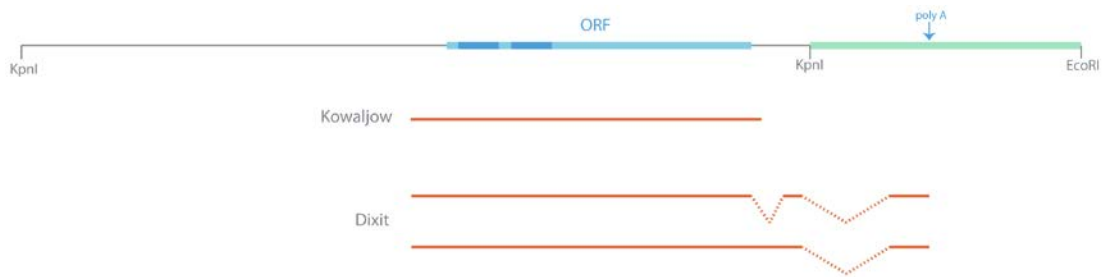 poly A
ORF
KpnI
KpnI
EcoRI
Kowaljow
Dixit